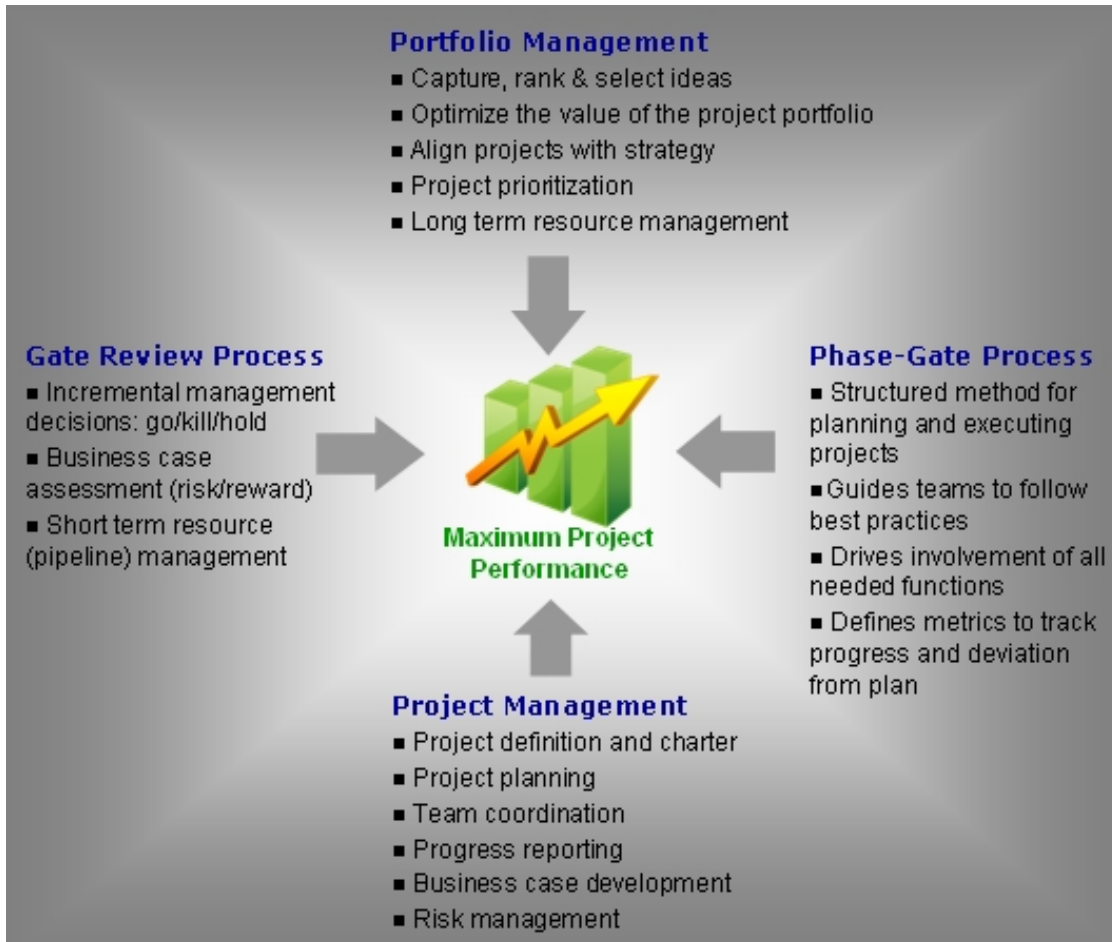 Portfolio Management
■ Capture, rank & select ideas
■ Optimize the value of the project portfolio
■ Align projects with strategy
■ Project prioritization
■ Long term resource management
Gate Review Process
■ Incremental management
decisions: go/kill/hold
■ Business case
assessment (risk/reward)
■ Short term resource
(pipeline) management
Maximum Project
Performance
Phase-Gate Process
■ Structured method for
planning and executing
projects
■Guides teams to follow
best practices
■ Drives involvement of all
needed functions
■ Defines metrics to track
progress and deviation
from plan
Project Management
■ Project definition and charter
■ Project planning
■ Team coordination
■ Progress reporting
■ Business case development
■ Risk management